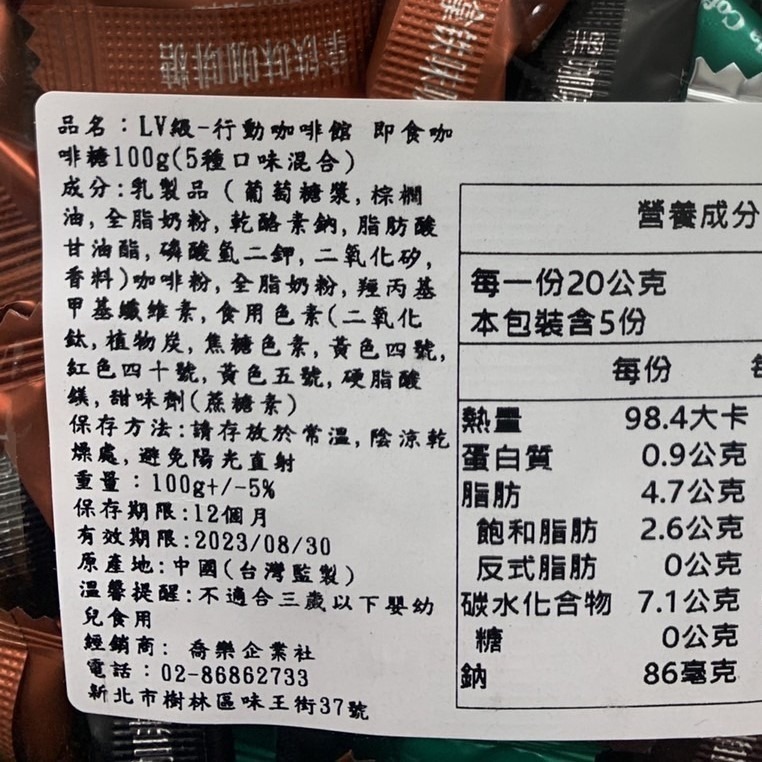 拿鐵味咖啡糖
品名：LV級-行動咖啡館 即食咖
啡糖100g(5種口味混合)
成分：乳製品（葡萄糖漿，棕櫚
油，全脂奶粉，乾酪素鈉，脂肪酸
甘油酯，磷酸氫二鉀，二氧化矽，
香料)咖啡粉，全脂奶粉，羥丙基
甲基纖維素，食用色素(二氧化
鈦，植物炭，焦糖色素，黃色四號，
紅色四十號，黃色五號，硬脂酸
鎂，甜味劑(蔗糖素)
保存方法：請存放於常溫，陰涼乾
燥處，避免陽光直射
重量：100g+/-5%
保存期限：12個月
有效期限：2023/08/30
原產地：中國(台灣監製)
溫馨提醒：不適合三歲以下嬰幼
兒食用
經銷商： 喬樂企業社
電話：02-86862733
新北市樹林區味王街37號
營養成分
每一份20公克
本包裝含5份
每份
熱量 98.4大卡
蛋白質 0.9公克
脂肪 4.7公克
飽和脂肪 2.6公克
反式脂肪 0公克
碳水化合物 7.1公克
糖 0公克
鈉 86毫克